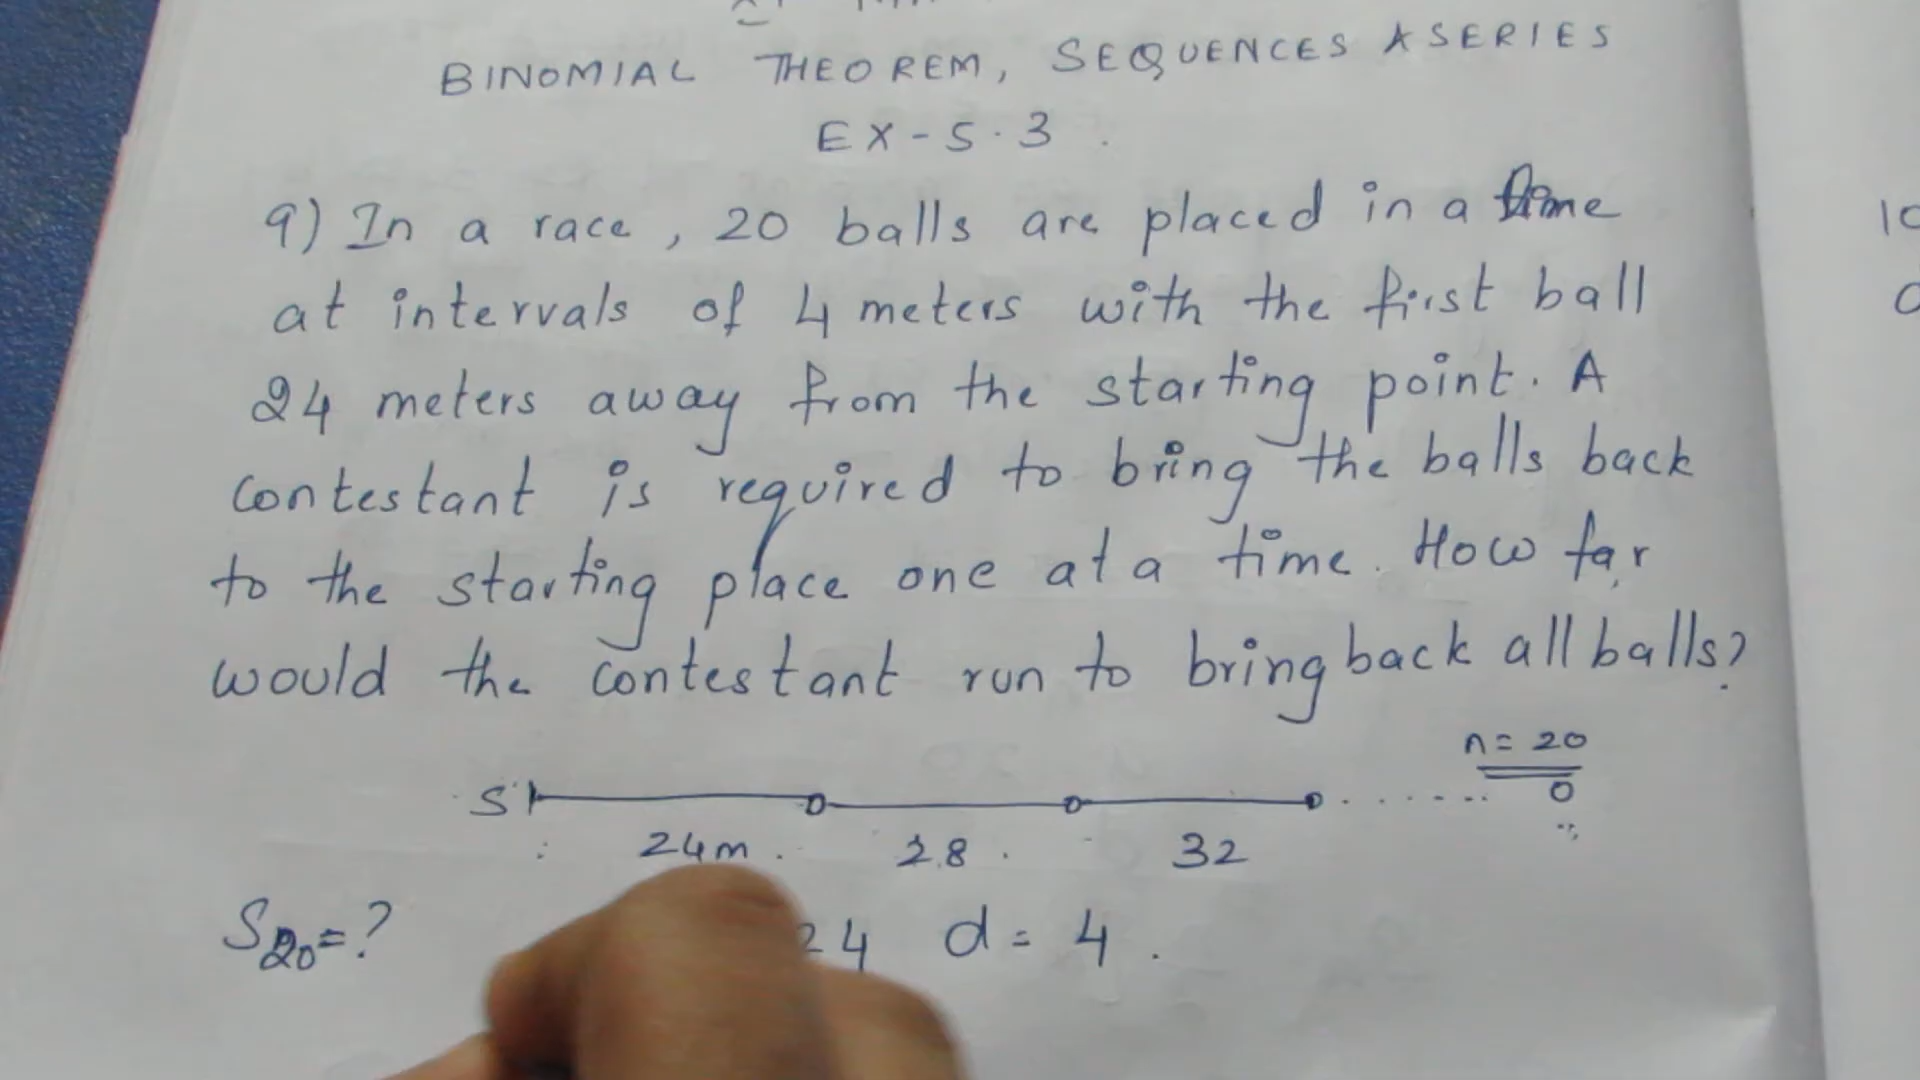 BINOMIAL THEOREM, SEQUENCES & SERIES
EX-5.3
9) In a race, 20 balls are placed in a line
at intervals of 4 meters with the first ball
24 meters away from the starting point. A
contestant is required to bring the balls back
to the starting place one at a time. How far
would the contestant run to bring back all balls?
n = 20
S
24m 28 32
S20 = ? 24 d = 4.